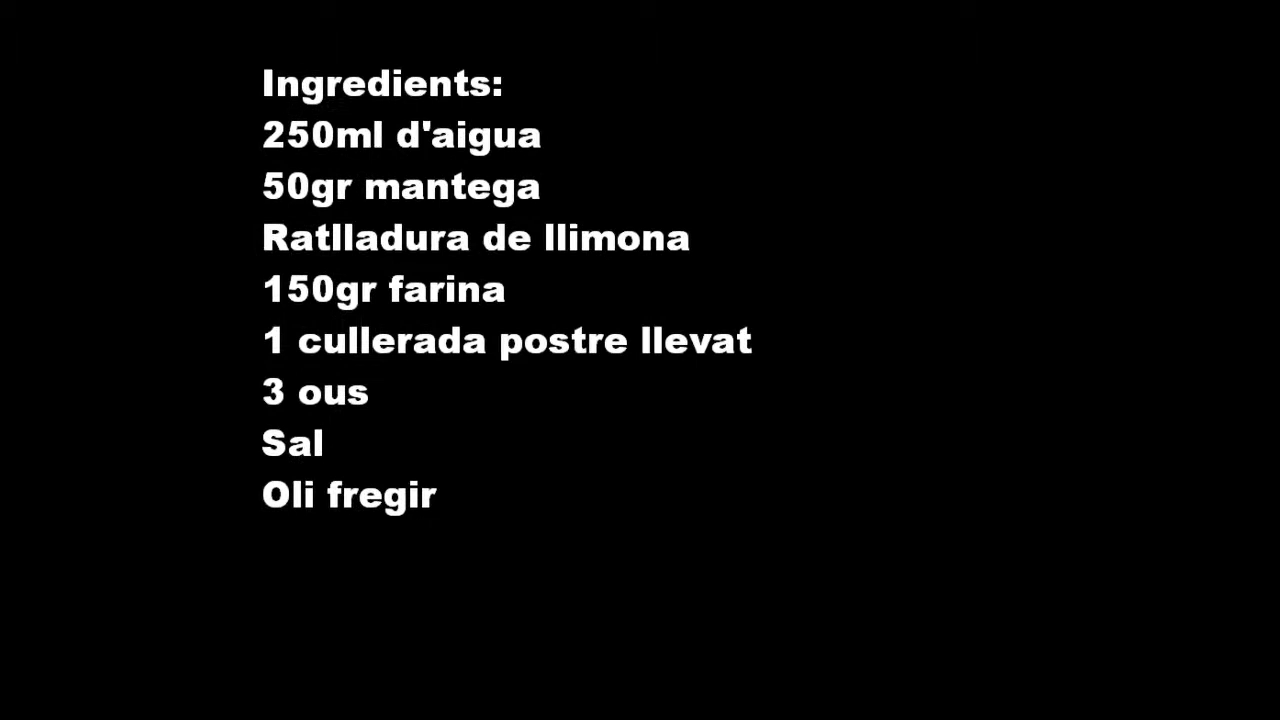 Ingredients:
250ml d'aigua
50gr mantega
Ratlladura de llimona
150gr farina
1 cullerada postre llevat
3 ous
Sal
Oli fregir